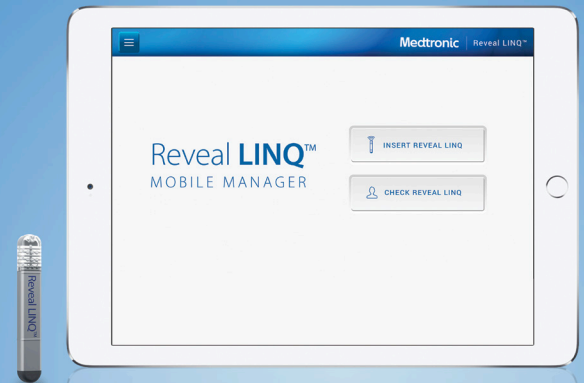 Medtronic Reveal LINQ™
Reveal LINQ™
MOBILE MANAGER
INSERT REVEAL LINQ
CHECK REVEAL LINQ
Reveal LINQ™